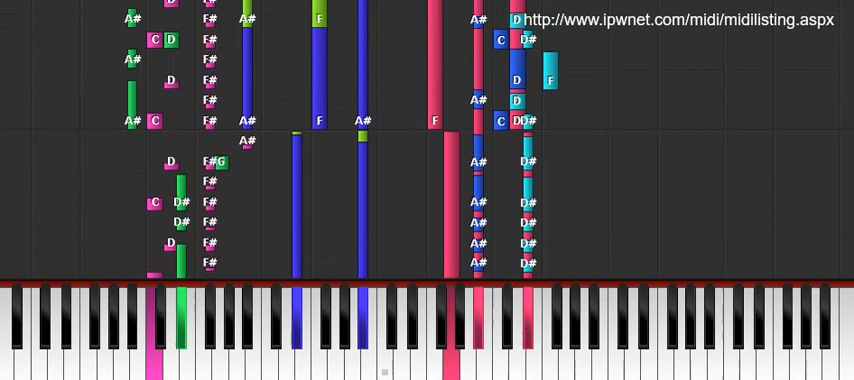 A# F# A# F A# D http://www.ipwnet.com/midi/midilisting.aspx
C D F# C D#
A# F#
D F# F D F
F# A# D
A# C F# A# F A# F C D D#
A#
D F# G A# D#
F#
C D# F# A# D#
D# F# A# D#
D F# A# D#
F# A# D#